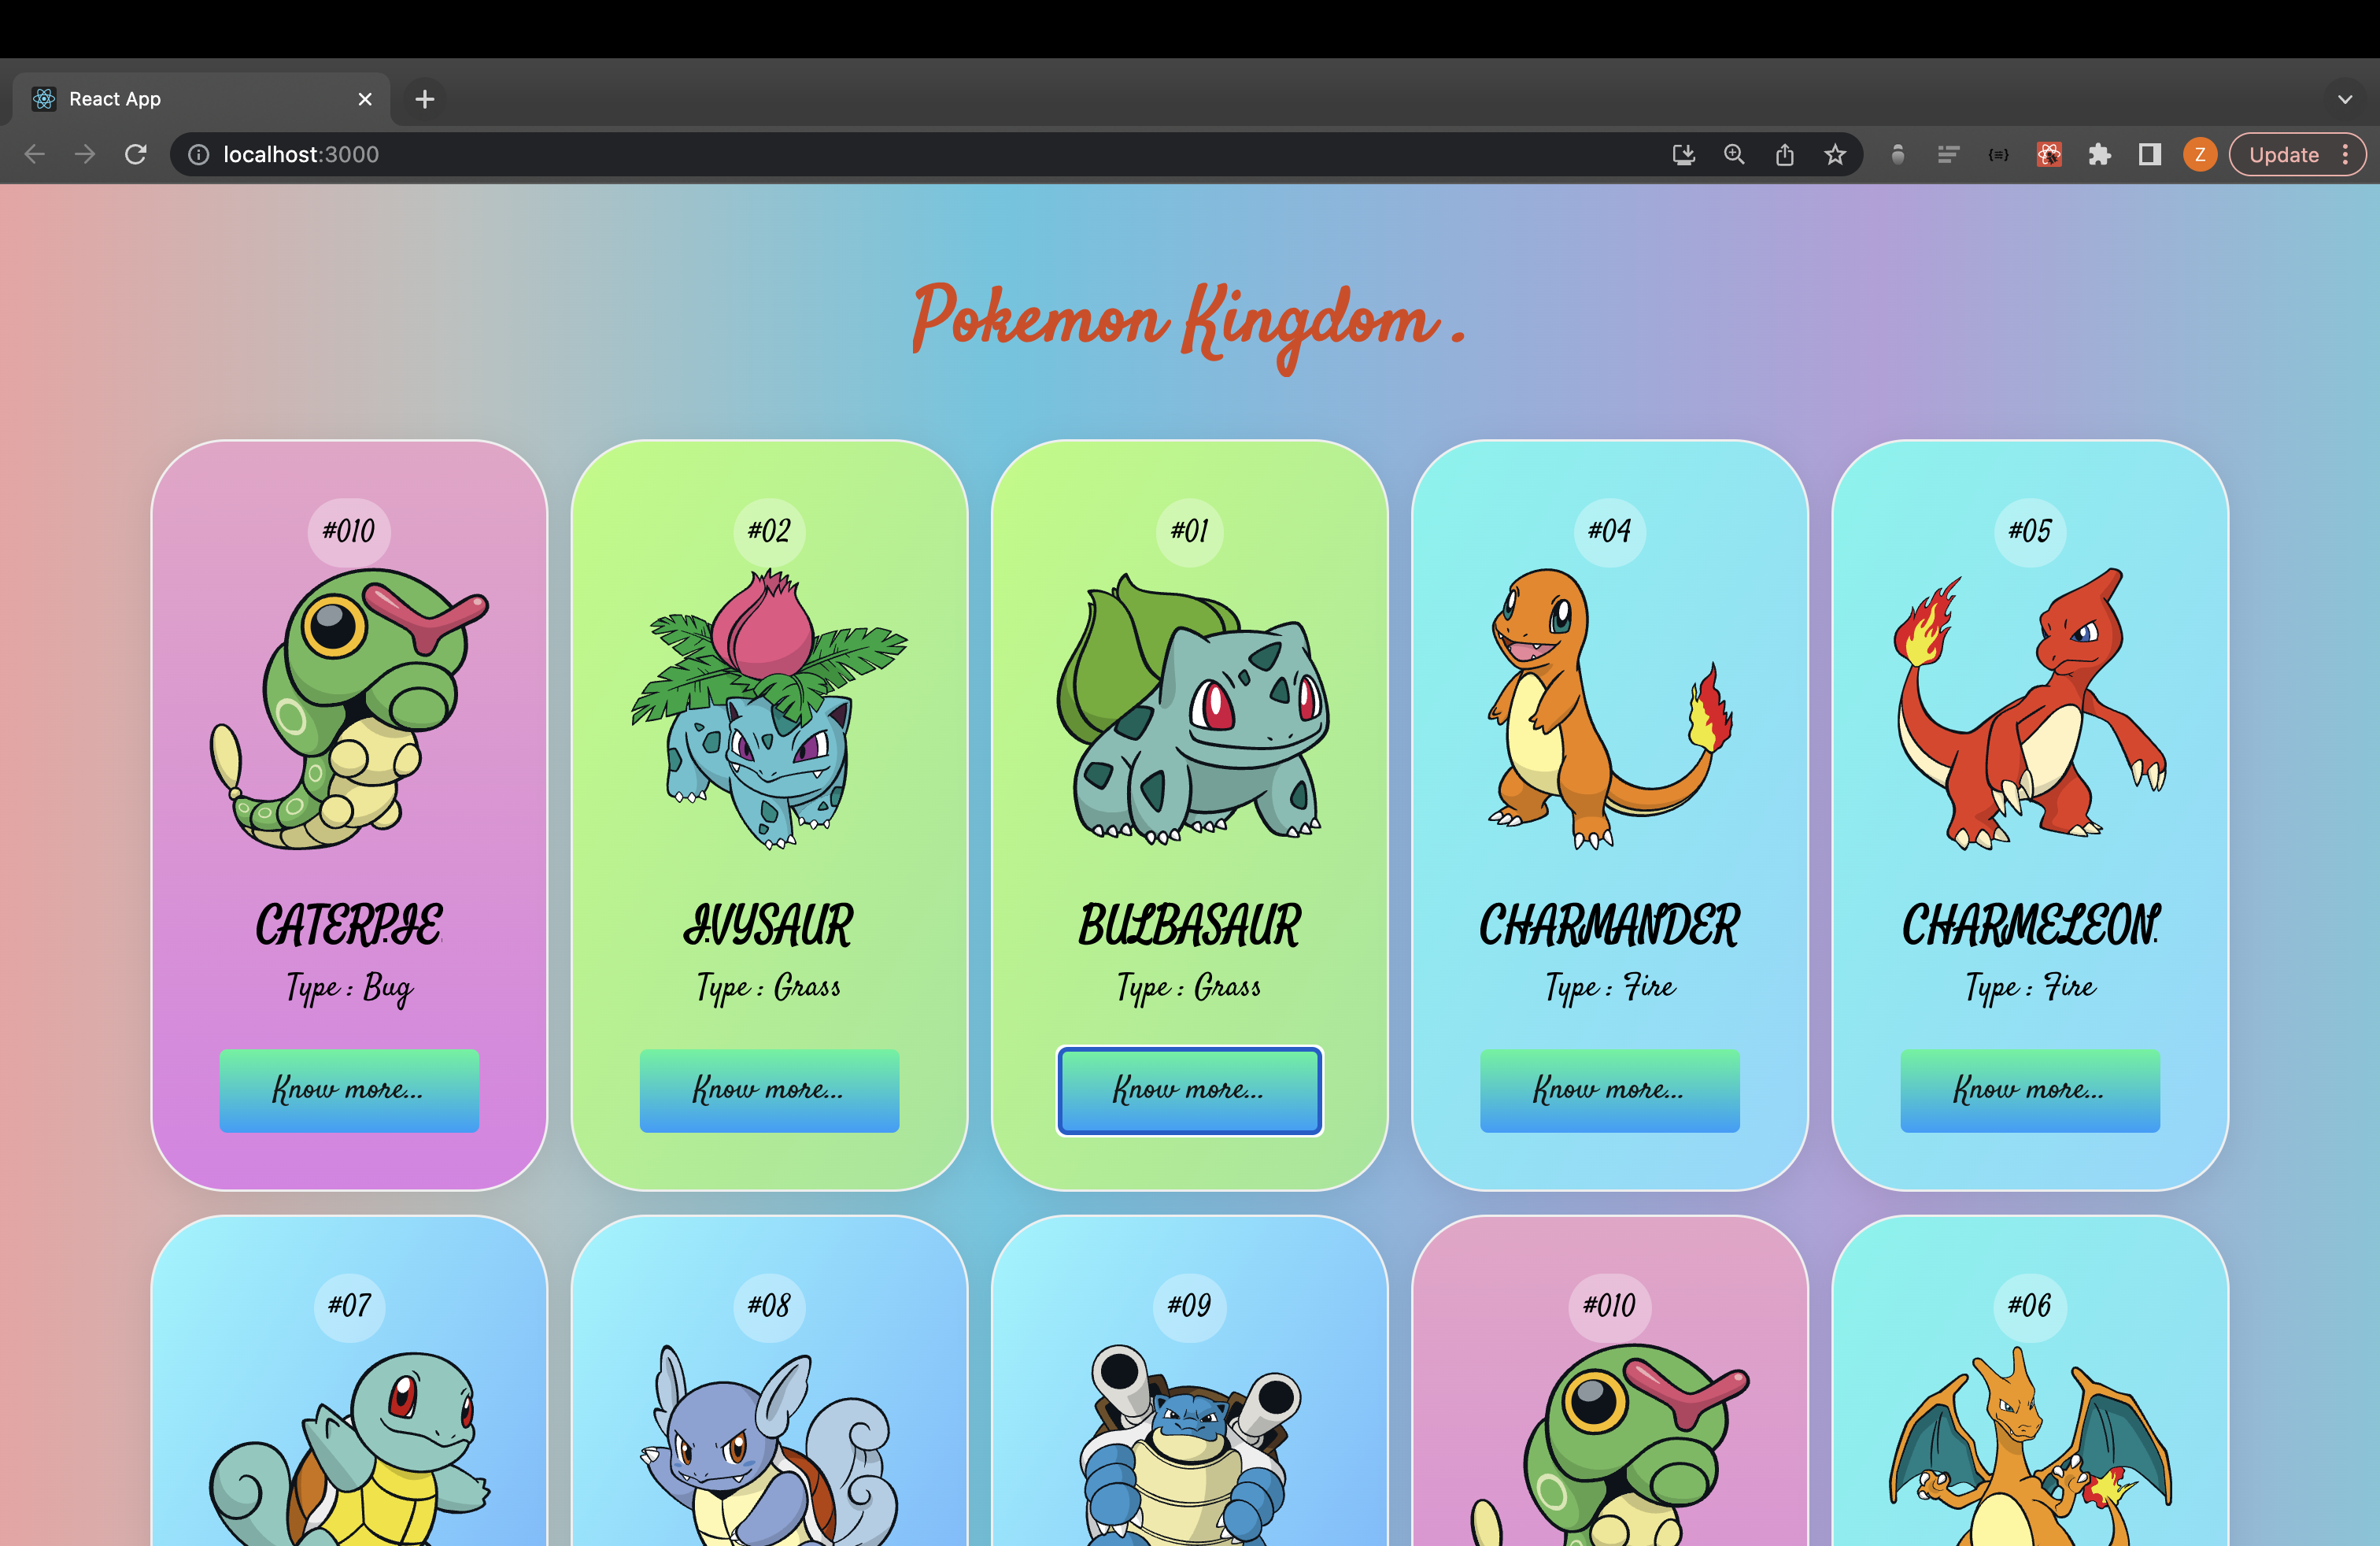 React App
localhost:3000
Z
Update
Pokemon Kingdom .
#010
#02
#01
#04
#05
CATERPIE
IVYSAUR
BULBASAUR
CHARMANDER
CHARMELEON
Type : Bug
Type : Grass
Type : Grass
Type : Fire
Type : Fire
Know more...
Know more...
Know more...
Know more...
Know more...
#07
#08
#09
#010
#06